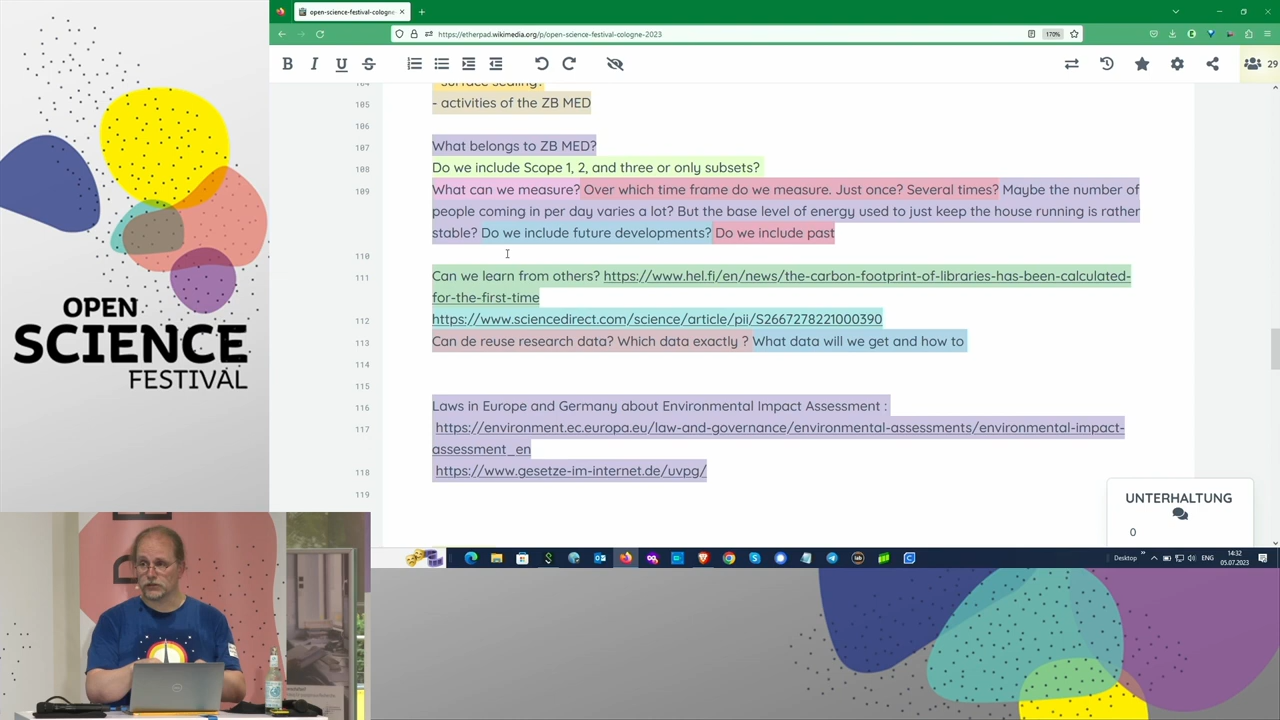 open-science-festival-cologne
https://etherpad.wikimedia.org/p/open-science-festival-cologne-2023
170%
B I U S
29
104
- surface sealing?
105
- activities of the ZB MED
106
107
What belongs to ZB MED?
108
Do we include Scope 1, 2, and three or only subsets?
109
What can we measure? Over which time frame do we measure. Just once? Several times? Maybe the number of
people coming in per day varies a lot? But the base level of energy used to just keep the house running is rather
stable? Do we include future developments? Do we include past
110
111
Can we learn from others? https://www.hel.fi/en/news/the-carbon-footprint-of-libraries-has-been-calculated-
for-the-first-time
112
https://www.sciencedirect.com/science/article/pii/S2667278221000390
113
Can de reuse research data? Which data exactly ? What data will we get and how to
114
115
116
Laws in Europe and Germany about Environmental Impact Assessment :
117
https://environment.ec.europa.eu/law-and-governance/environmental-assessments/environmental-impact-
assessment_en
118
https://www.gesetze-im-internet.de/uvpg/
119
UNTERHALTUNG
0
OPEN
SCIENCE
FESTIVAL
Desktop
ENG
14:32
05.07.2023
DELL